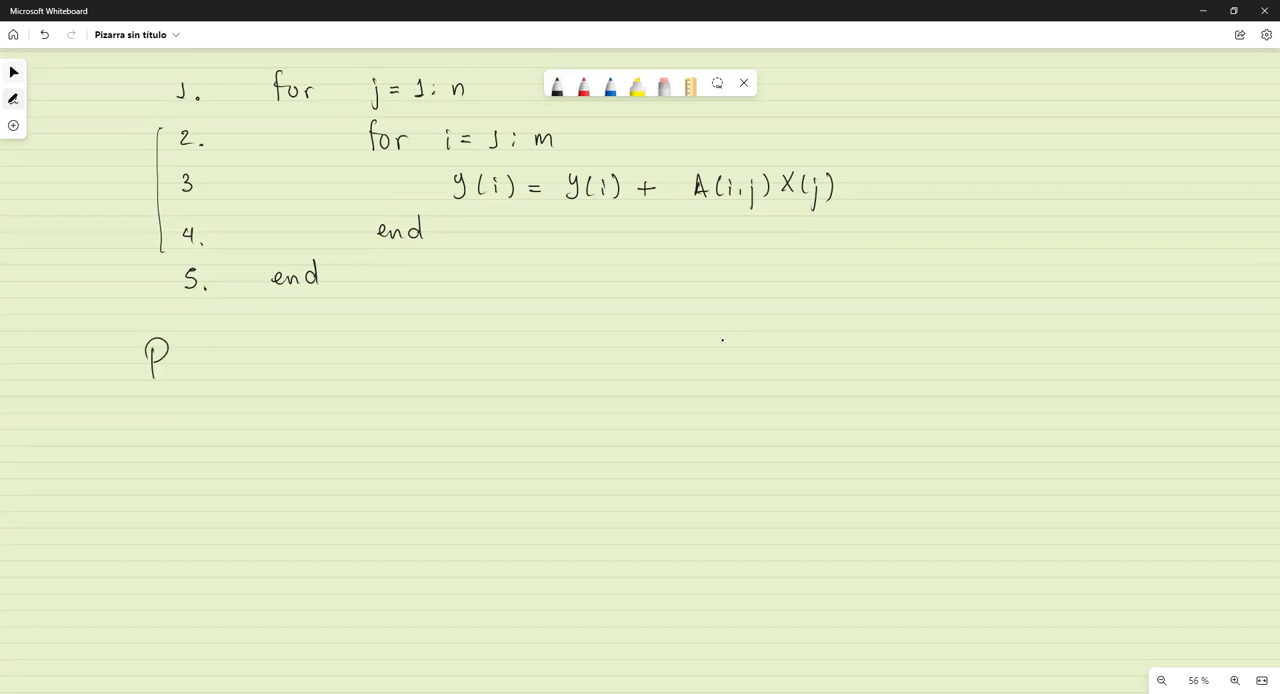 Microsoft Whiteboard
Pizarra sin título
1. for j = 1 : n
2. for i = 1 : m
3 y(i) = y(i) + A(i,j) X(j)
4. end
5. end
P
56 %